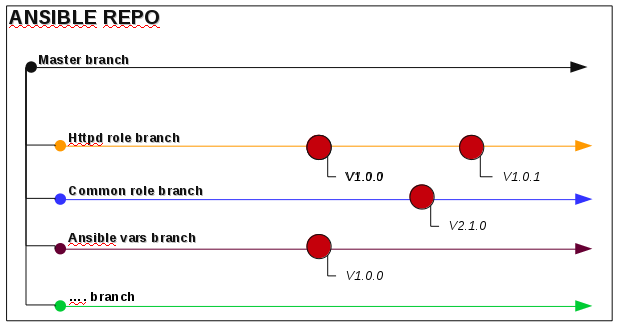 ANSIBLE REPO
Master branch
Httpd role branch
V1.0.0
V1.0.1
Common role branch
V2.1.0
Ansible vars branch
V1.0.0
.... branch